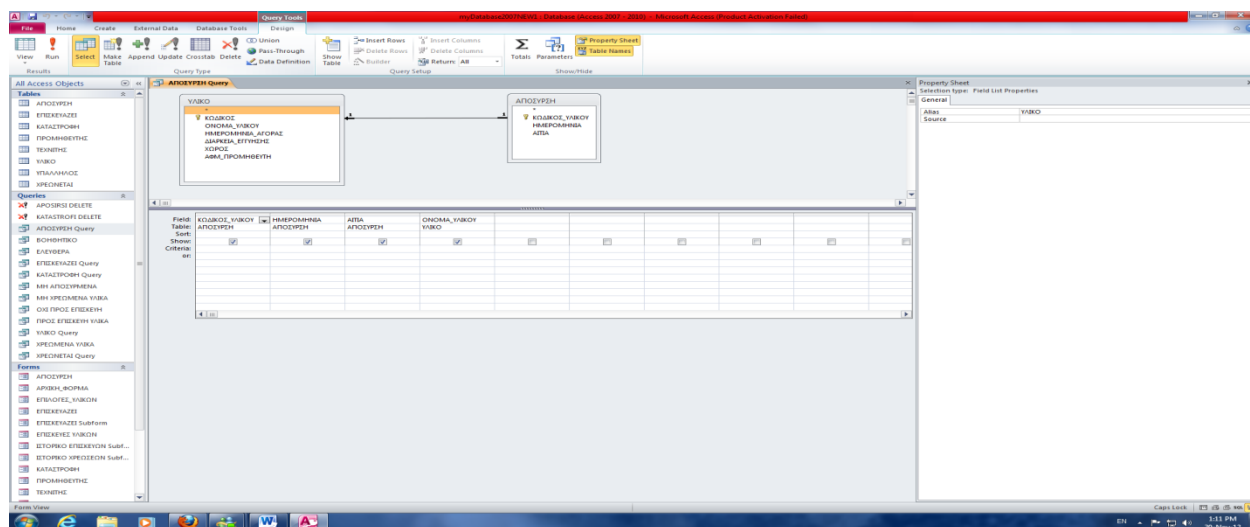 Query Tools
myDatabase2007NEW1 : Database (Access 2007 - 2010) - Microsoft Access (Product Activation Failed)
File Home Create External Data Database Tools Design
View Run Select Make Table Append Update Crosstab Delete
Union
Pass-Through
Data Definition
Show Table
Insert Rows
Delete Rows
Builder
Insert Columns
Delete Columns
Return: All
Totals Parameters
Property Sheet
Table Names
Results Query Type Query Setup Show/Hide
All Access Objects
Tables
ΑΠΟΣΥΡΣΗ
ΕΠΙΣΚΕΥΑΖΕΙ
ΚΑΤΑΣΤΡΟΦΗ
ΠΡΟΜΗΘΕΥΤΗΣ
ΤΕΧΝΙΤΗΣ
ΥΛΙΚΟ
ΥΠΑΛΛΗΛΟΣ
ΧΡΕΩΝΕΤΑΙ
Queries
APOSIRSI DELETE
KATASTROFI DELETE
ΑΠΟΣΥΡΣΗ Query
ΒΟΗΘΗΤΙΚΟ
ΕΛΕΥΘΕΡΑ
ΕΠΙΣΚΕΥΑΖΕΙ Query
ΚΑΤΑΣΤΡΟΦΗ Query
ΜΗ ΑΠΟΣΥΡΜΕΝΑ
ΜΗ ΧΡΕΩΜΕΝΑ ΥΛΙΚΑ
ΟΧΙ ΠΡΟΣ ΕΠΙΣΚΕΥΗ
ΠΡΟΣ ΕΠΙΣΚΕΥΗ ΥΛΙΚΑ
ΥΛΙΚΟ Query
ΧΡΕΩΜΕΝΑ ΥΛΙΚΑ
ΧΡΕΩΝΕΤΑΙ Query
Forms
ΑΠΟΣΥΡΣΗ
ΑΡΧΙΚΗ_ΦΟΡΜΑ
ΕΠΙΛΟΓΕΣ_ΥΛΙΚΩΝ
ΕΠΙΣΚΕΥΑΖΕΙ
ΕΠΙΣΚΕΥΑΖΕΙ Subform
ΕΠΙΣΚΕΥΕΣ ΥΛΙΚΩΝ
ΙΣΤΟΡΙΚΟ ΕΠΙΣΚΕΥΩΝ Subf...
ΙΣΤΟΡΙΚΟ ΧΡΕΩΣΕΩΝ Subf...
ΚΑΤΑΣΤΡΟΦΗ
ΠΡΟΜΗΘΕΥΤΗΣ
ΤΕΧΝΙΤΗΣ
ΑΠΟΣΥΡΣΗ Query
ΥΛΙΚΟ
*
ΚΩΔΙΚΟΣ
ΟΝΟΜΑ_ΥΛΙΚΟΥ
ΗΜΕΡΟΜΗΝΙΑ_ΑΓΟΡΑΣ
ΔΙΑΡΚΕΙΑ_ΕΓΓΥΗΣΗΣ
ΧΩΡΟΣ
ΑΦΜ_ΠΡΟΜΗΘΕΥΤΗ
1 1
ΑΠΟΣΥΡΣΗ
*
ΚΩΔΙΚΟΣ_ΥΛΙΚΟΥ
ΗΜΕΡΟΜΗΝΙΑ
ΑΙΤΙΑ
Field: ΚΩΔΙΚΟΣ_ΥΛΙΚΟΥ ΗΜΕΡΟΜΗΝΙΑ ΑΙΤΙΑ ΟΝΟΜΑ_ΥΛΙΚΟΥ
Table: ΑΠΟΣΥΡΣΗ ΑΠΟΣΥΡΣΗ ΑΠΟΣΥΡΣΗ ΥΛΙΚΟ
Sort:
Show:
Criteria:
or:
Property Sheet
Selection type: Field List Properties
General
Alias ΥΛΙΚΟ
Source
Form View
Caps Lock
EN 1:11 PM